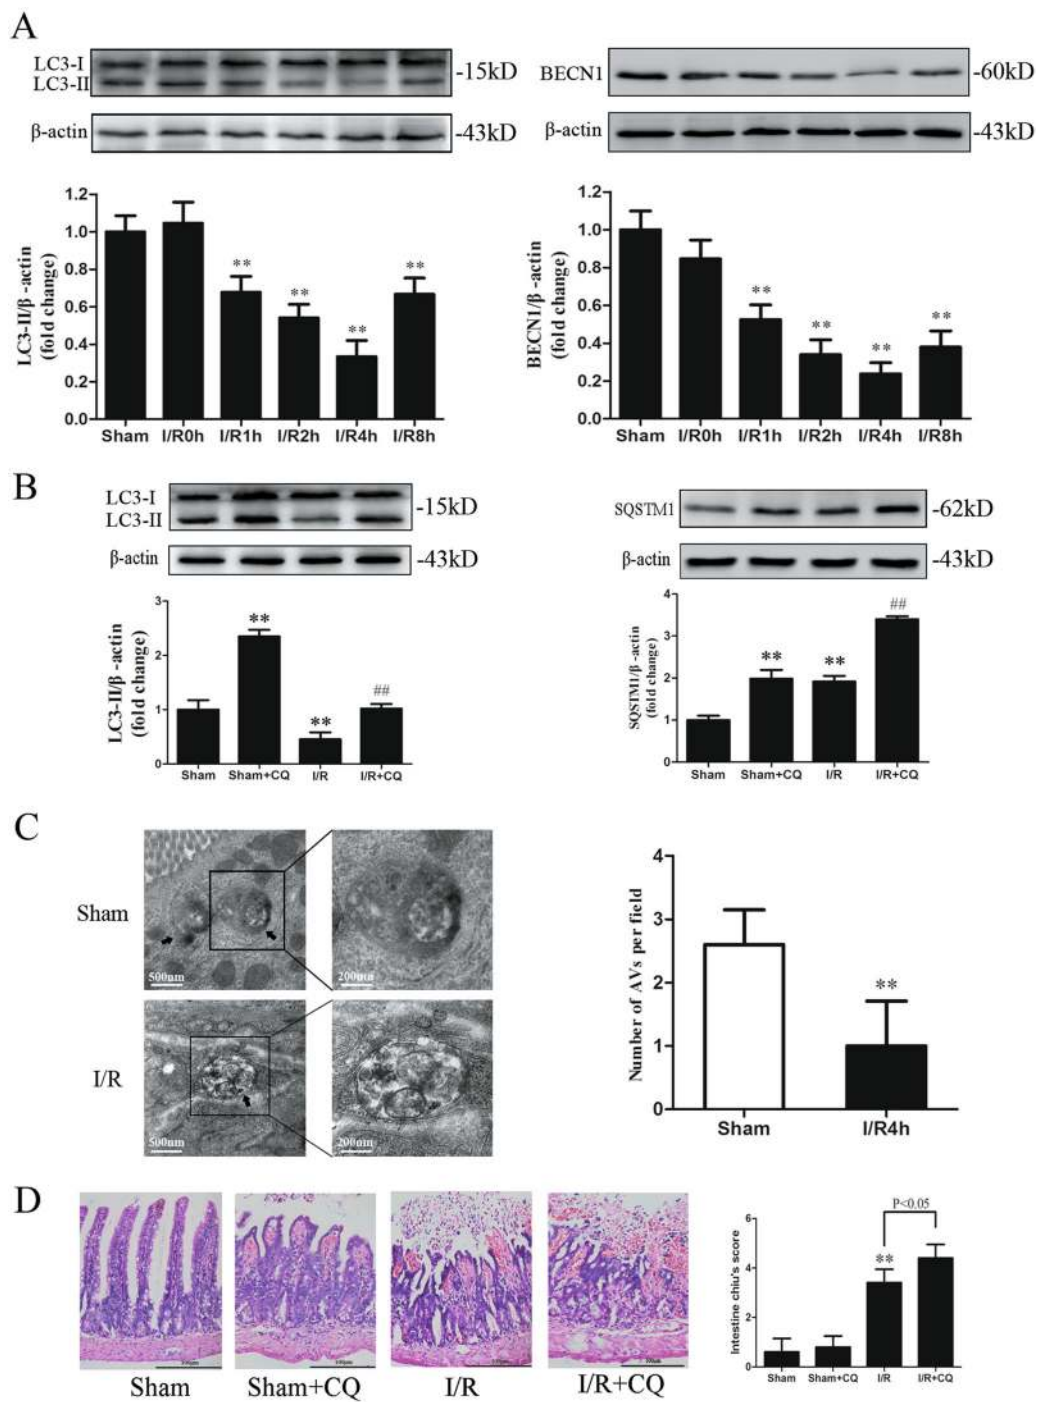 A
LC3-I
LC3-II
-15kD
β-actin
-43kD
BECN1
-60kD
β-actin
-43kD
LC3-II/β-actin
(fold change)
1.2
1.0
0.8
0.6
0.4
0.2
0.0
**
**
**
**
Sham I/R0h I/R1h I/R2h I/R4h I/R8h
BECN1/β-actin
(fold change)
1.2
1.0
0.8
0.6
0.4
0.2
0.0
**
**
**
**
Sham I/R0h I/R1h I/R2h I/R4h I/R8h
B
LC3-I
LC3-II
-15kD
β-actin
-43kD
SQSTM1
-62kD
β-actin
-43kD
LC3-II/β-actin
(fold change)
3
2
1
0
**
**
##
Sham Sham+CQ I/R I/R+CQ
SQSTM1/β-actin
(fold change)
4
3
2
1
0
**
**
##
Sham Sham+CQ I/R I/R+CQ
C
Sham
500nm
200nm
I/R
500nm
200nm
Number of AVs per field
4
3
2
1
0
**
Sham I/R4h
D
100μm
100μm
100μm
100μm
Sham Sham+CQ I/R I/R+CQ
Intestine chiu's score
6
4
2
0
**
P<0.05
Sham Sham+CQ I/R I/R+CQ